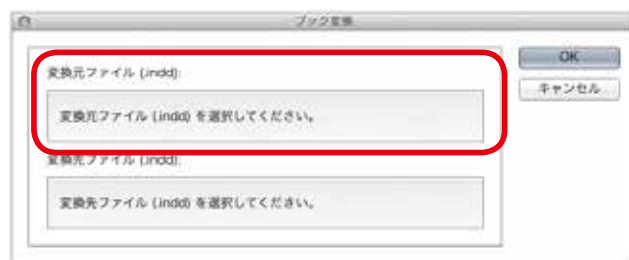 ブック変換
変換元ファイル (.indd):
変換元ファイル (.indd) を選択してください。
変換先ファイル (.indd):
変換先ファイル (.indd) を選択してください。
OK
キャンセル